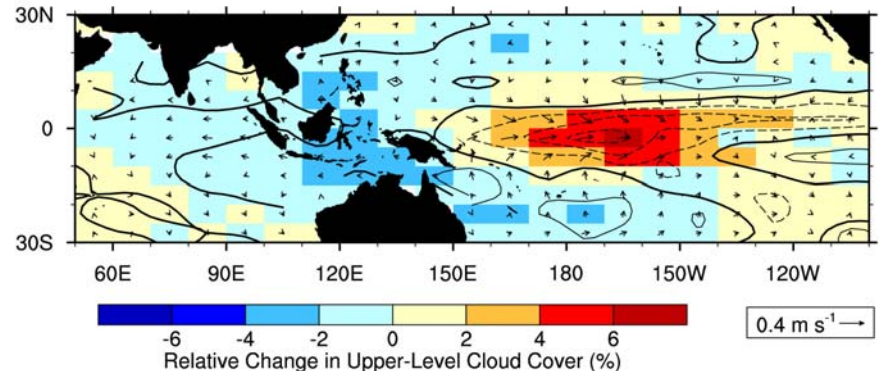 30N
0
30S
60E 90E 120E 150E 180 150W 120W
-6 -4 -2 0 2 4 6
0.4 m s⁻¹
Relative Change in Upper-Level Cloud Cover (%)